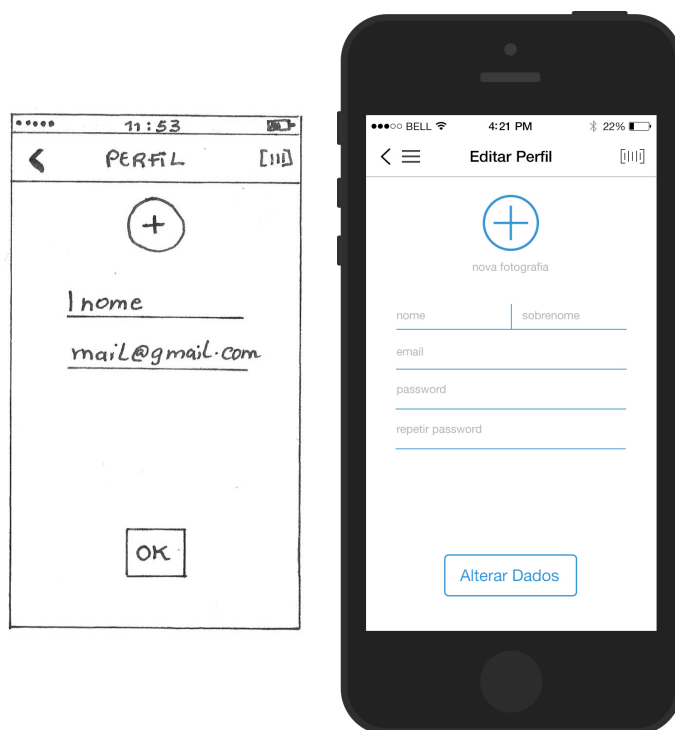 11:53
PERFIL
1 nome
mail@gmail.com
OK
BELL 4:21 PM 22%
Editar Perfil
nova fotografia
nome sobrenome
email
password
repetir password
Alterar Dados